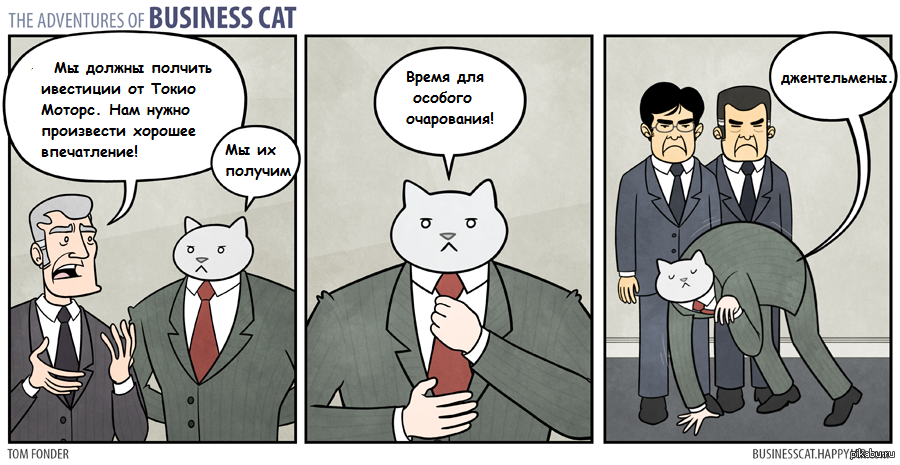 THE ADVENTURES OF BUSINESS CAT
Мы должны полчить
ивестиции от Токио
Моторс. Нам нужно
произвести хорошее
впечатление!
Мы их
получим
Время для
особого
очарования!
джентельмены.
TOM FONDER
BUSINESSCAT.HAPPY
pikabu.ru